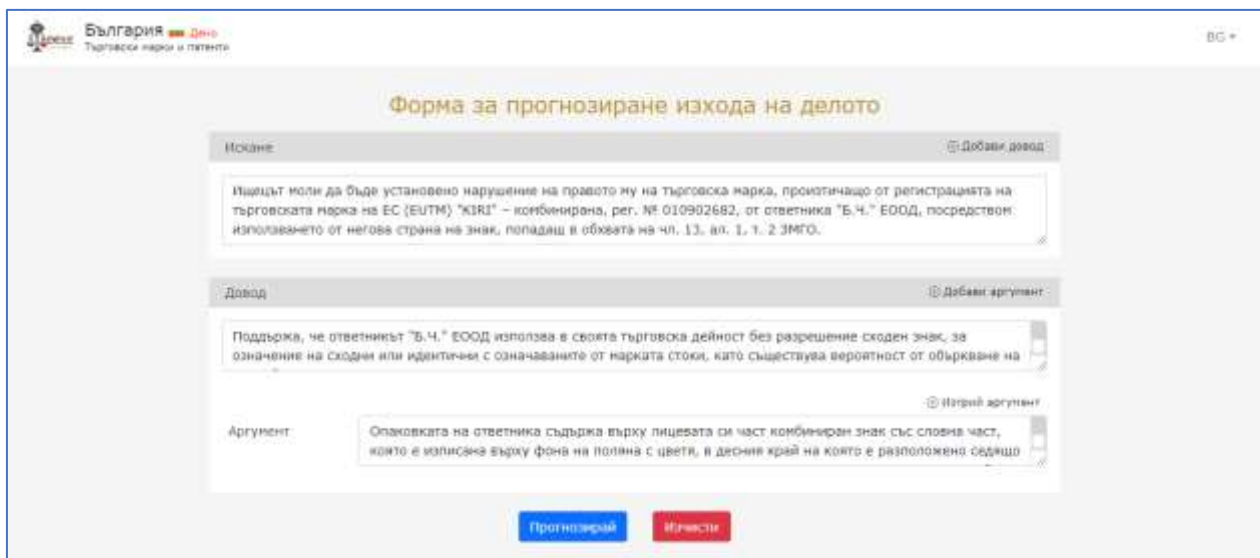 ADELE
България Демо
Търговски марки и патенти
BG
Форма за прогнозиране изхода на делото
Искане
Добави довод
Ищецът моли да бъде установено нарушение на правото му на търговска марка, произтичащо от регистрацията на
търговската марка на ЕС (EUTM) "KIRI" – комбинирана, рег. № 010902682, от ответника "Б.Ч." ЕООД, посредством
използването от негова страна на знак, попадащ в обхвата на чл. 13, ал. 1, т. 2 ЗМГО.
Довод
Добави аргумент
Поддържа, че ответникът "Б.Ч." ЕООД използва в своята търговска дейност без разрешение сходен знак, за
означение на сходни или идентични с означаваните от марката стоки, като съществува вероятност от объркване на
Изтрий аргумент
Аргумент
Опаковката на ответника съдържа върху лицевата си част комбиниран знак със словна част,
която е изписана върху фона на поляна с цветя, в десния край на която е разположено седящо
Прогнозирай
Изчисти